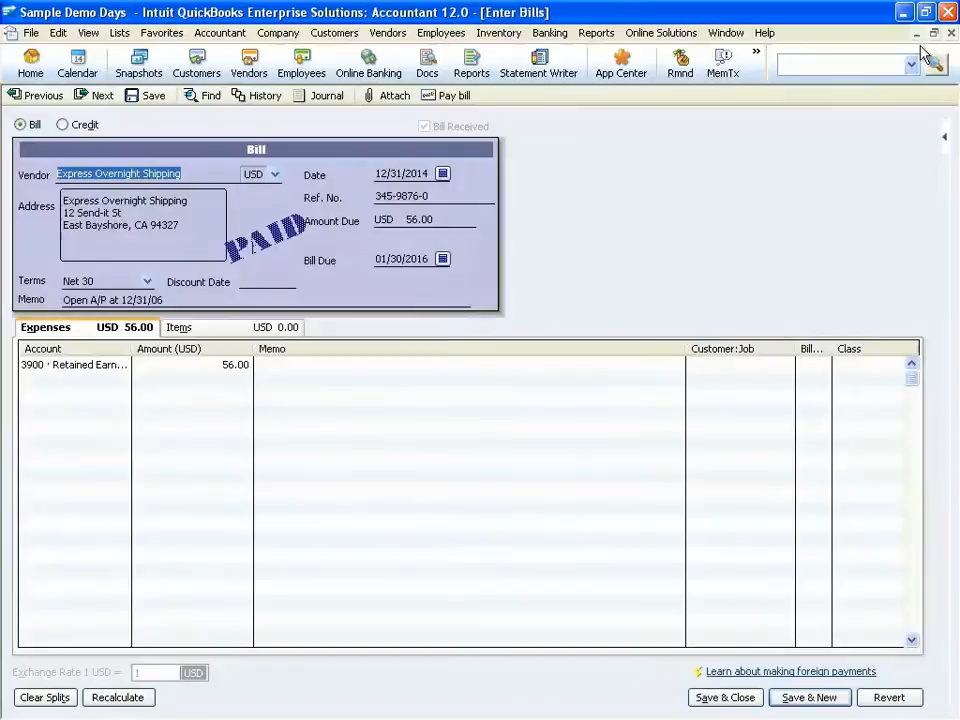 Sample Demo Days - Intuit QuickBooks Enterprise Solutions: Accountant 12.0 - [Enter Bills]
File Edit View Lists Favorites Accountant Company Customers Vendors Employees Inventory Banking Reports Online Solutions Window Help
Home Calendar Snapshots Customers Vendors Employees Online Banking Docs Reports Statement Writer App Center Rmnd MemTx
Previous Next Save Find History Journal Attach Pay bill
Bill Credit Bill Received
Bill
Vendor Express Overnight Shipping USD Date 12/31/2014
Ref. No. 345-9876-0
Address Express Overnight Shipping
12 Send-it St
East Bayshore, CA 94327
PAID
Amount Due USD 56.00
Bill Due 01/30/2016
Terms Net 30 Discount Date
Memo Open A/P at 12/31/06
Expenses USD 56.00 Items USD 0.00
Account Amount (USD) Memo Customer:Job Bill... Class
3900 · Retained Earn... 56.00
Exchange Rate 1 USD = 1 USD
Learn about making foreign payments
Clear Splits Recalculate Save & Close Save & New Revert